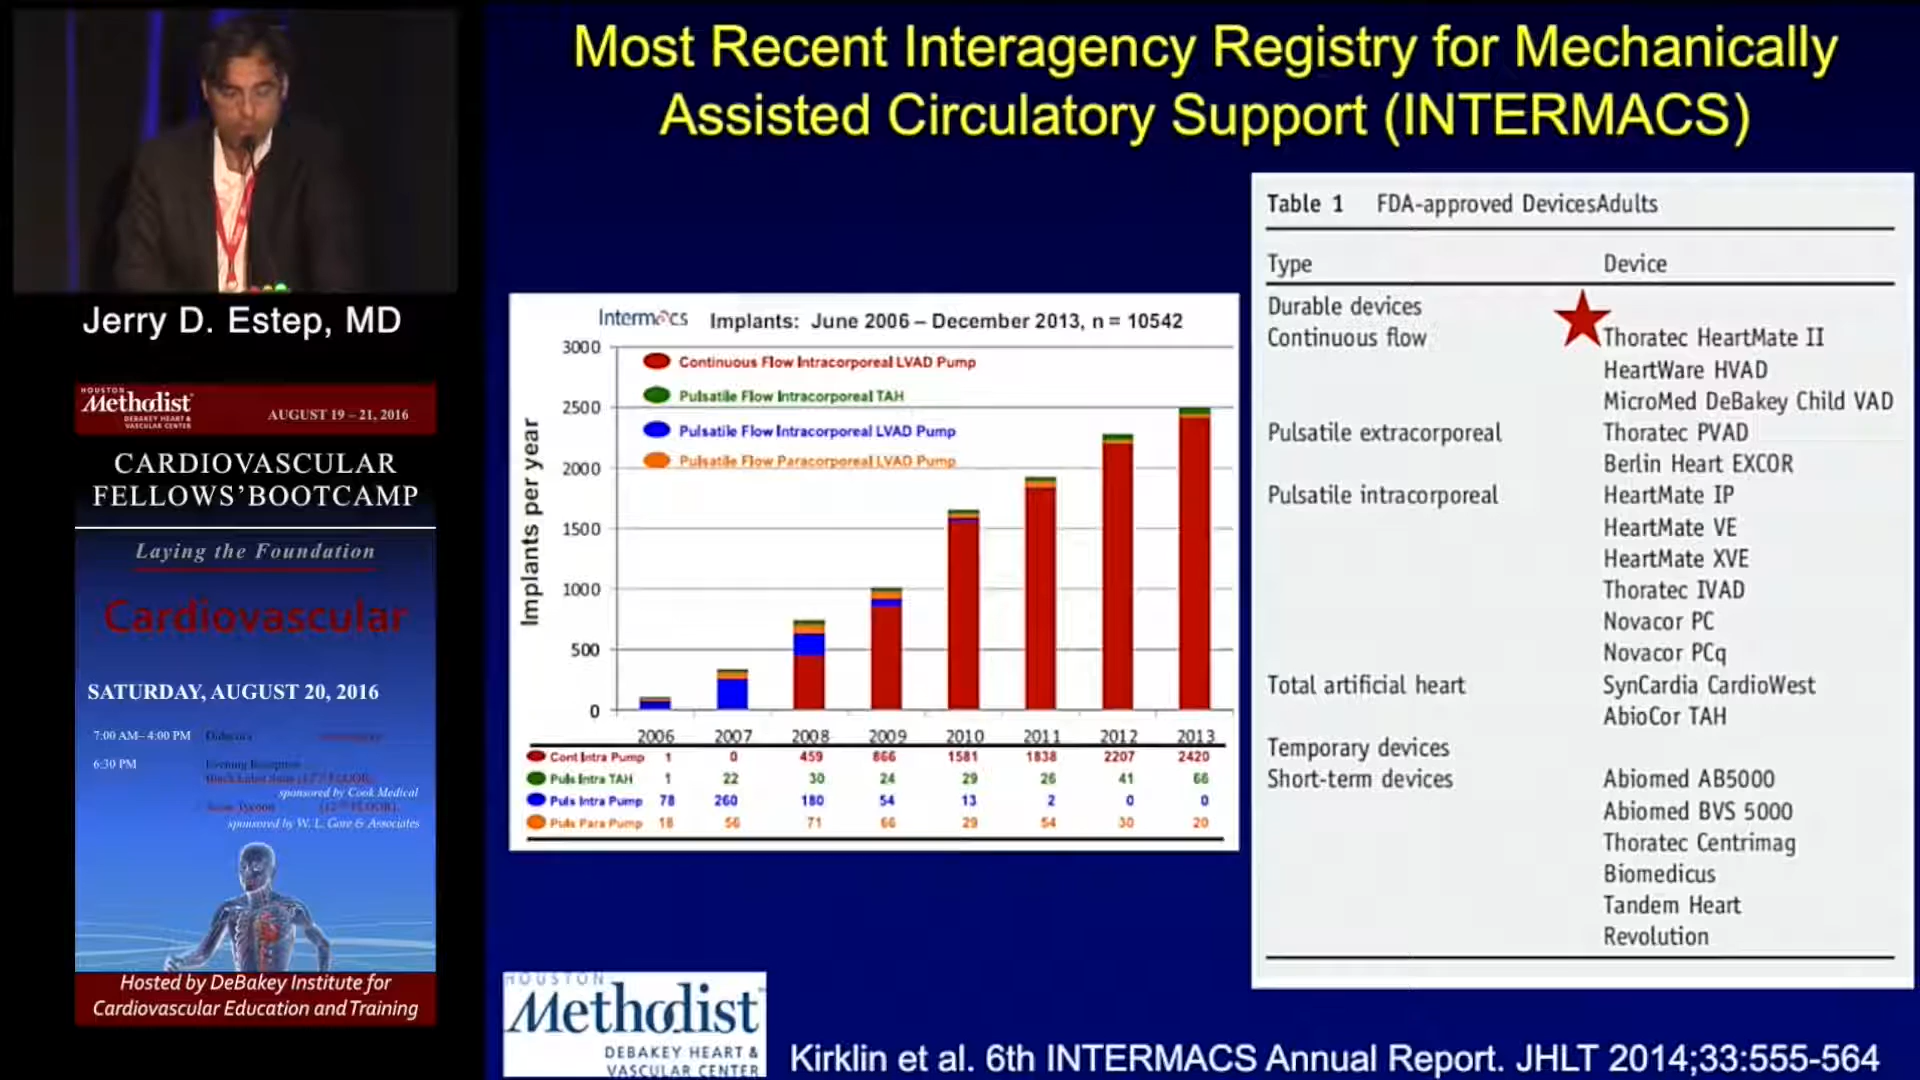 Most Recent Interagency Registry for Mechanically
Assisted Circulatory Support (INTERMACS)
Jerry D. Estep, MD
HOUSTON
Methodist
DEBAKEY HEART &
VASCULAR CENTER
AUGUST 19 – 21, 2016
CARDIOVASCULAR
FELLOWS' BOOTCAMP
Laying the Foundation
Cardiovascular
SATURDAY, AUGUST 20, 2016
7:00 AM– 4:00 PM
6:30 PM
sponsored by Cook Medical
sponsored by W. L. Gore & Associates
Hosted by DeBakey Institute for
Cardiovascular Education and Training
Intermacs Implants: June 2006 – December 2013, n = 10542
Implants per year
3000
2500
2000
1500
1000
500
0
Continuous Flow Intracorporeal LVAD Pump
Pulsatile Flow Intracorporeal TAH
Pulsatile Flow Intracorporeal LVAD Pump
Pulsatile Flow Paracorporeal LVAD Pump
2006 2007 2008 2009 2010 2011 2012 2013
Cont Intra Pump 1 0 459 866 1581 1838 2207 2420
Puls Intra TAH 1 22 30 24 29 26 41 66
Puls Intra Pump 78 260 180 54 13 2 0 0
Puls Para Pump 18 56 71 66 29 54 30 20
Table 1 FDA-approved DevicesAdults
Type Device
Durable devices
Continuous flow Thoratec HeartMate II
HeartWare HVAD
MicroMed DeBakey Child VAD
Pulsatile extracorporeal Thoratec PVAD
Berlin Heart EXCOR
Pulsatile intracorporeal HeartMate IP
HeartMate VE
HeartMate XVE
Thoratec IVAD
Novacor PC
Novacor PCq
Total artificial heart SynCardia CardioWest
AbioCor TAH
Temporary devices
Short-term devices Abiomed AB5000
Abiomed BVS 5000
Thoratec Centrimag
Biomedicus
Tandem Heart
Revolution
HOUSTON
Methodist
DEBAKEY HEART &
VASCULAR CENTER
Kirklin et al. 6th INTERMACS Annual Report. JHLT 2014;33:555-564